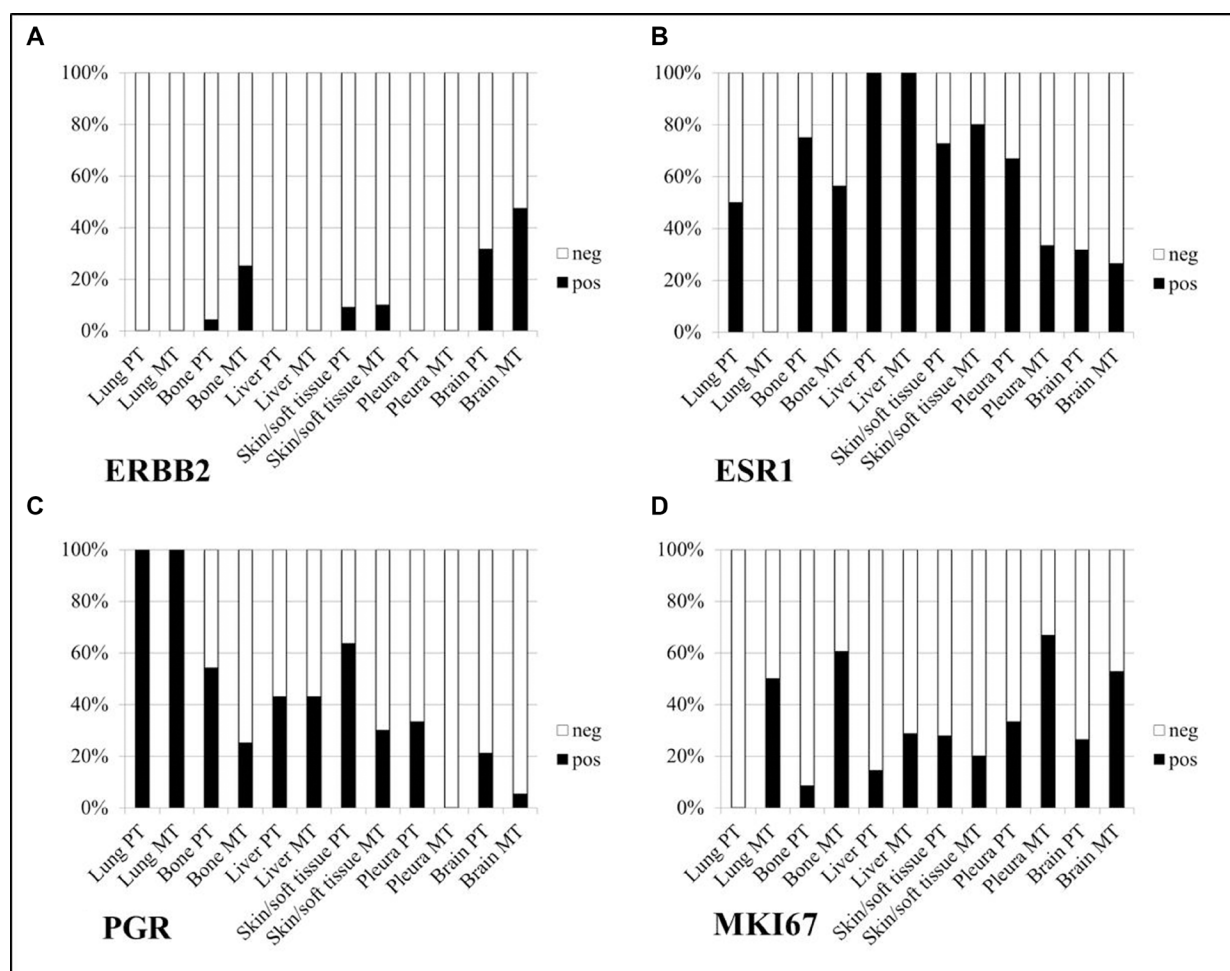 A
100%
80%
60%
40%
20%
0%
neg
pos
Lung PT
Lung MT
Bone PT
Bone MT
Liver PT
Liver MT
Skin/soft tissue PT
Skin/soft tissue MT
Pleura PT
Pleura MT
Brain PT
Brain MT
ERBB2
B
100%
80%
60%
40%
20%
0%
neg
pos
Lung PT
Lung MT
Bone PT
Bone MT
Liver PT
Liver MT
Skin/soft tissue PT
Skin/soft tissue MT
Pleura PT
Pleura MT
Brain PT
Brain MT
ESR1
C
100%
80%
60%
40%
20%
0%
neg
pos
Lung PT
Lung MT
Bone PT
Bone MT
Liver PT
Liver MT
Skin/soft tissue PT
Skin/soft tissue MT
Pleura PT
Pleura MT
Brain PT
Brain MT
PGR
D
100%
80%
60%
40%
20%
0%
neg
pos
Lung PT
Lung MT
Bone PT
Bone MT
Liver PT
Liver MT
Skin/soft tissue PT
Skin/soft tissue MT
Pleura PT
Pleura MT
Brain PT
Brain MT
MKI67